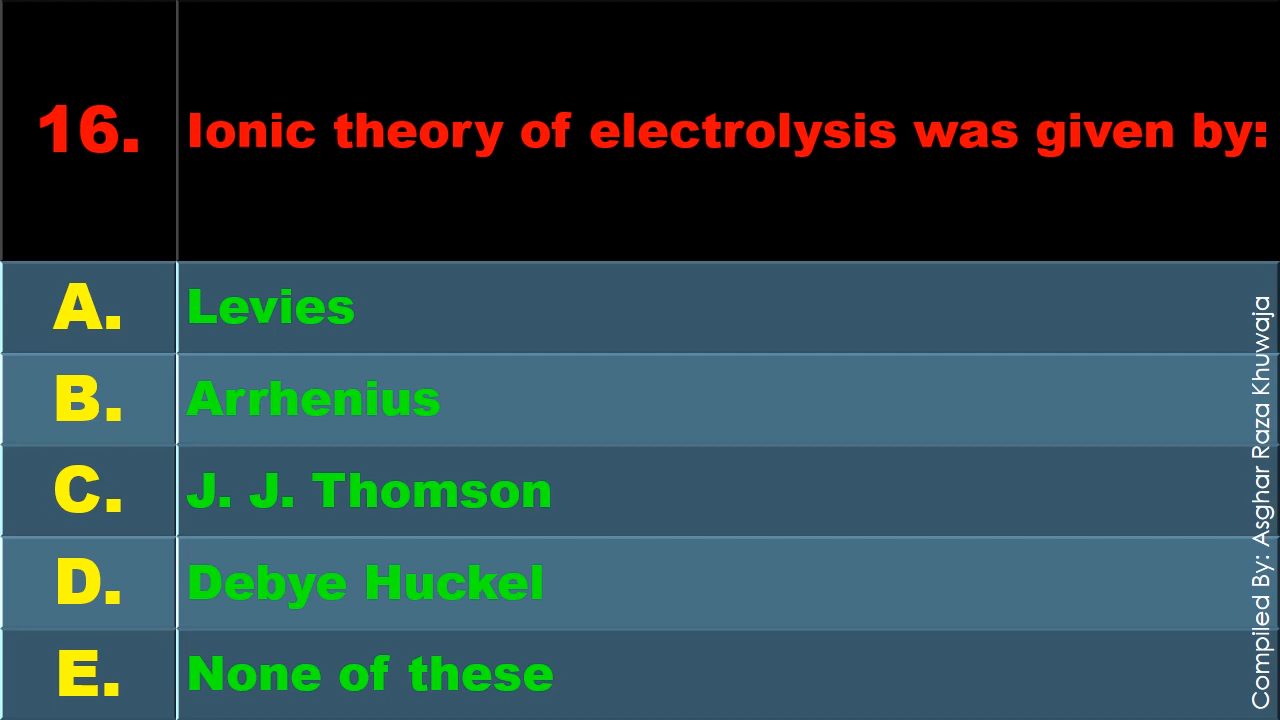 16. Ionic theory of electrolysis was given by:
A. Levies
B. Arrhenius
C. J. J. Thomson
D. Debye Huckel
E. None of these
Compiled By: Asghar Raza Khuwaja